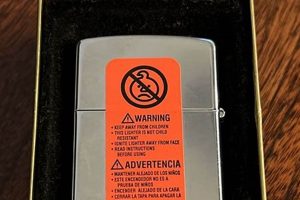 WARNING
• KEEP AWAY FROM CHILDREN
• THIS LIGHTER IS NOT CHILD
RESISTANT
• IGNITE LIGHTER AWAY FROM FACE
• READ INSTRUCTIONS
BEFORE USING
ADVERTENCIA
• MANTENER ALEJADO DE LOS NIÑOS
• ESTE ENCENDEDOR NO ES A
PRUEBA DE NIÑOS
• ENCENDER ALEJADO DE LA CARA
• CERRAR LA TAPA PARA APAGAR LA